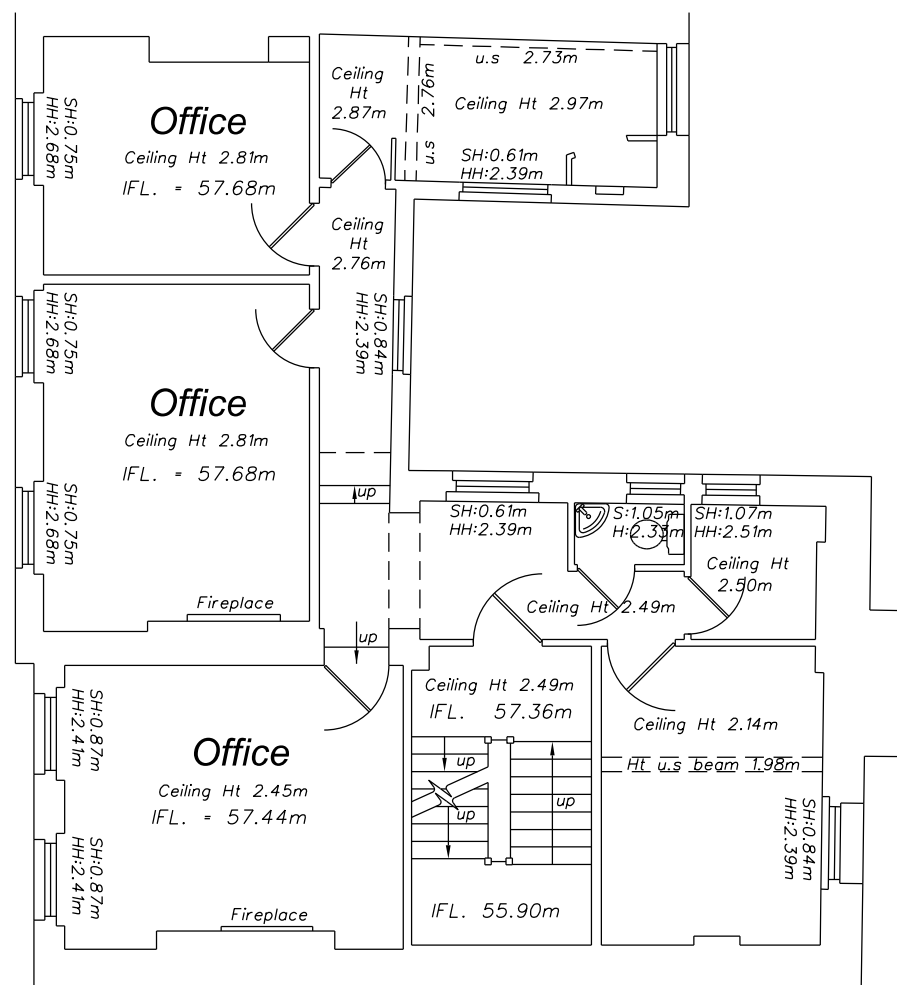 u.s 2.73m
Ceiling
Ht
2.87m
2.76m
u.s
Ceiling Ht 2.97m
SH:0.61m
HH:2.39m
SH:0.75m
HH:2.68m
Office
Ceiling Ht 2.81m
IFL. = 57.68m
Ceiling
Ht
2.76m
SH:0.75m
HH:2.68m
SH:0.84m
HH:2.39m
Office
Ceiling Ht 2.81m
IFL. = 57.68m
SH:0.75m
HH:2.68m
up
SH:0.61m
HH:2.39m
S:1.05m
H:2.33m
SH:1.07m
HH:2.51m
Ceiling Ht
2.50m
Fireplace
Ceiling Ht 2.49m
up
Ceiling Ht 2.49m
IFL. 57.36m
SH:0.87m
HH:2.41m
Ceiling Ht 2.14m
Office
Ceiling Ht 2.45m
IFL. = 57.44m
up
Ht u.s beam 1.98m
up
up
SH:0.84m
HH:2.39m
SH:0.87m
HH:2.41m
Fireplace
IFL. 55.90m